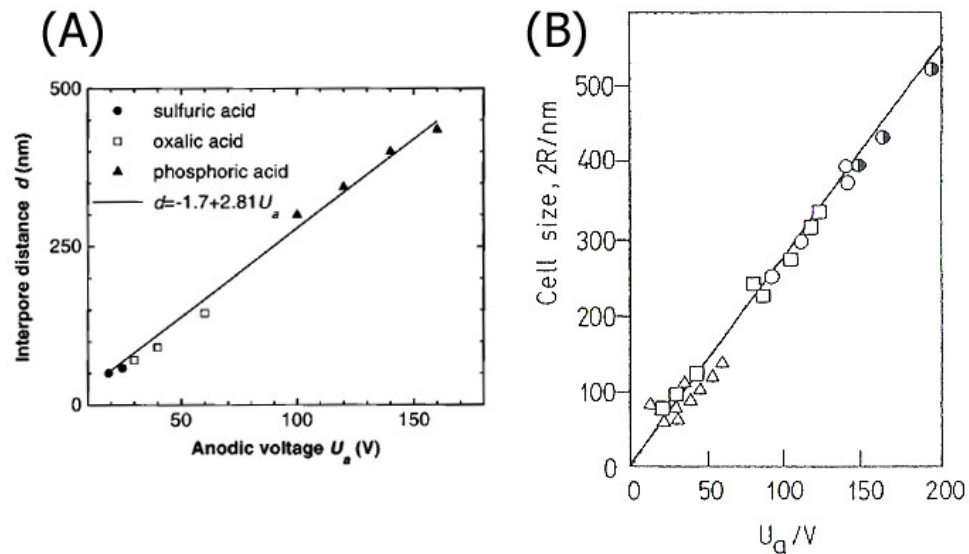 (A)
500
250
0
50
100
150
Interpore distance d (nm)
Anodic voltage Ua (V)
sulfuric acid
oxalic acid
phosphoric acid
d=-1.7+2.81Ua
(B)
500
400
300
200
100
0
0
50
100
150
200
Cell size, 2R/nm
Ua/V